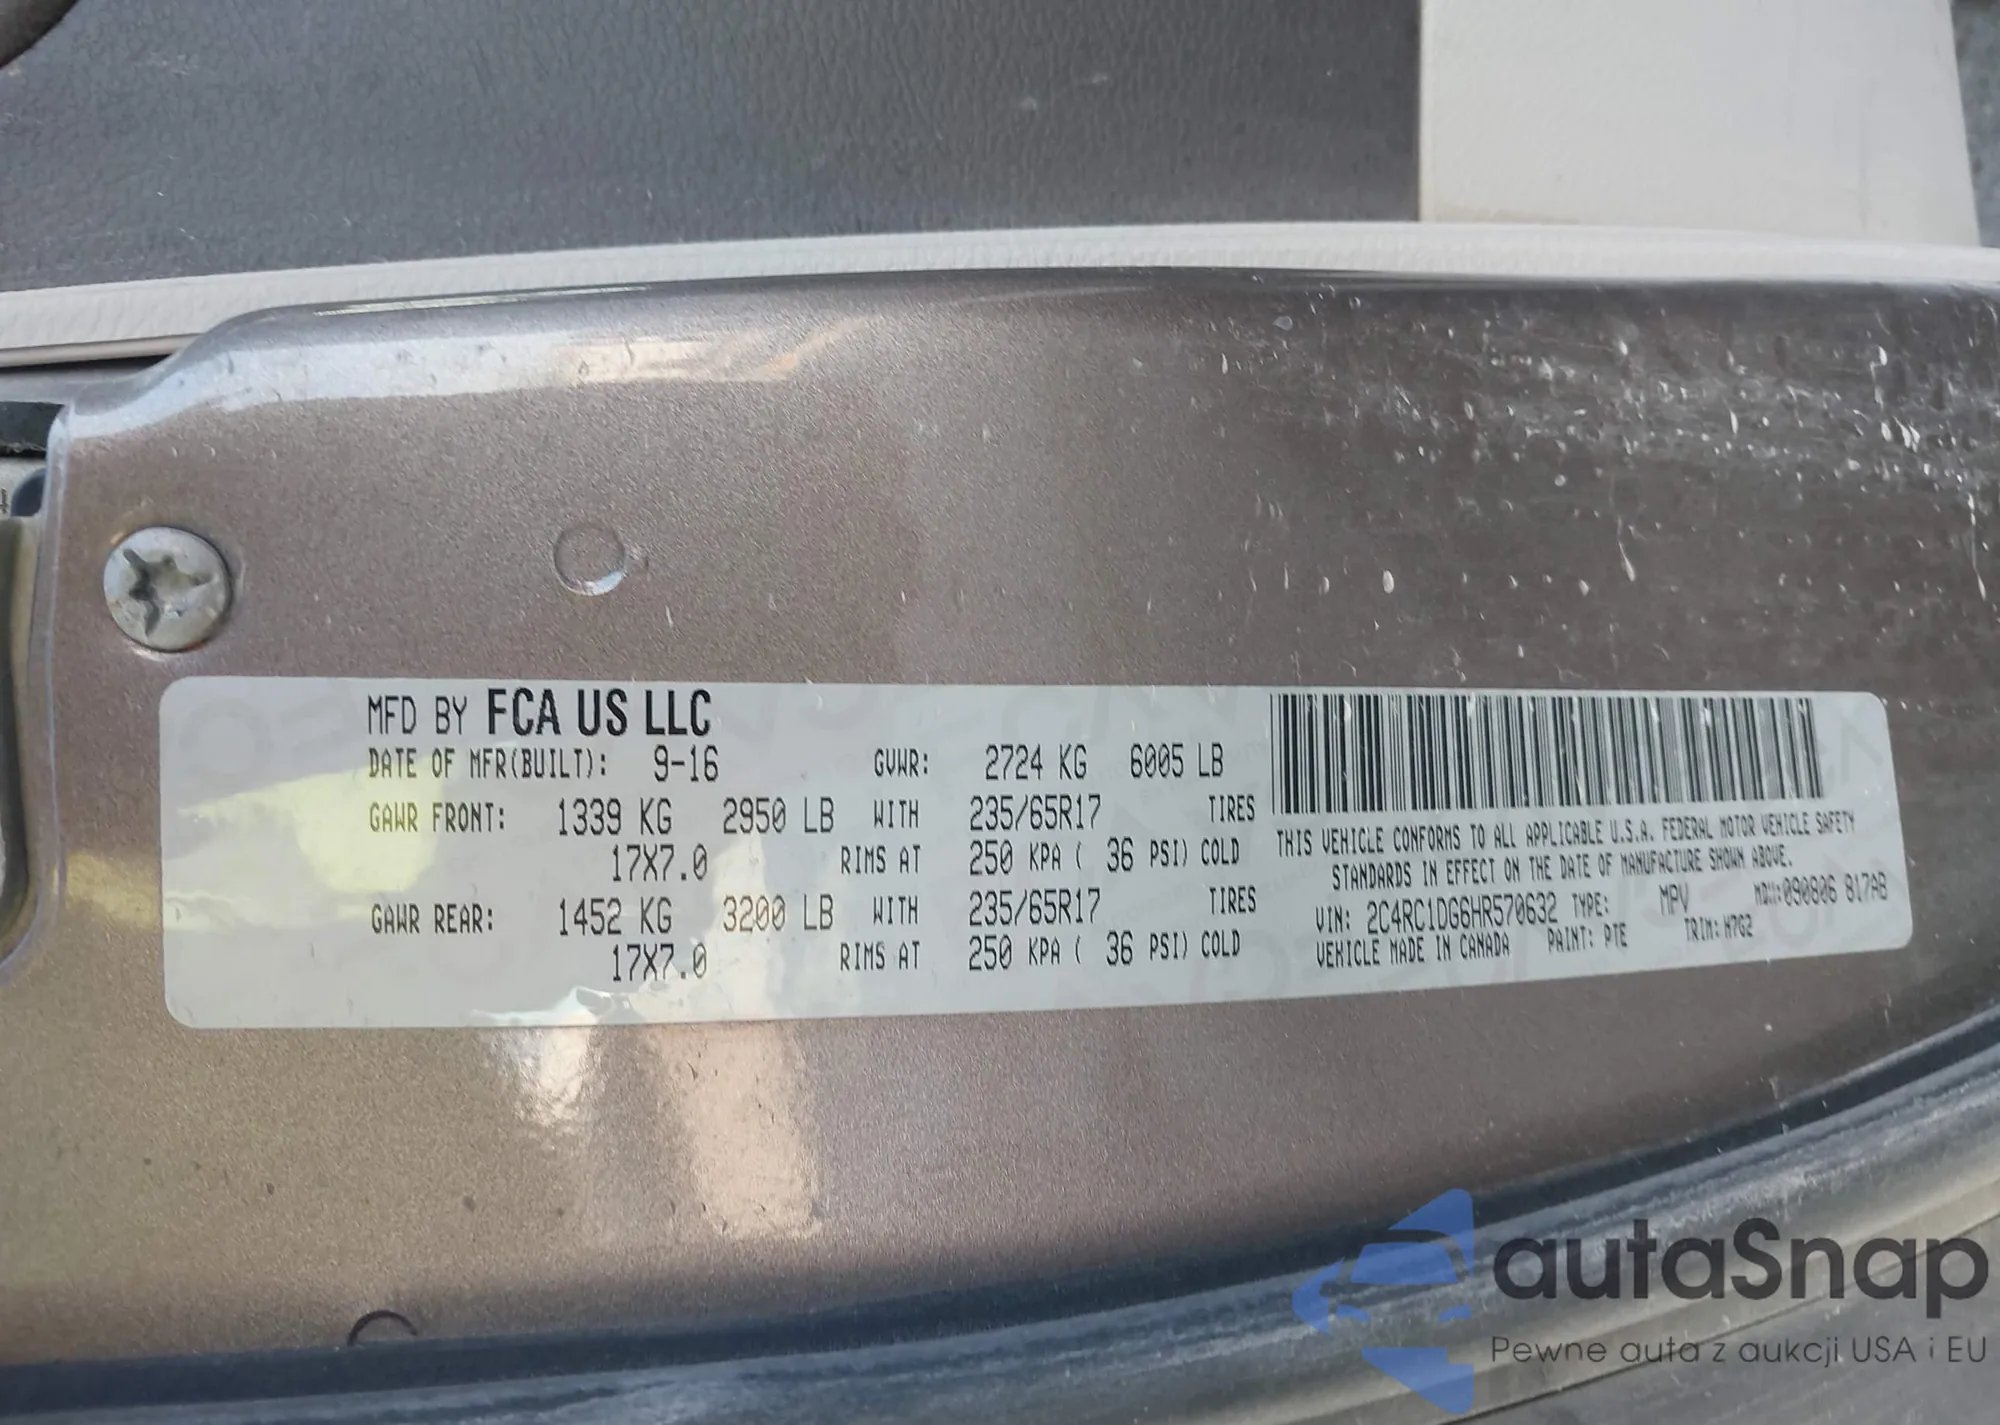 MFD BY FCA US LLC
DATE OF MFR(BUILT): 9-16 GVWR: 2724 KG 6005 LB
GAWR FRONT: 1339 KG 2950 LB WITH 235/65R17 TIRES
17X7.0 RIMS AT 250 KPA ( 36 PSI) COLD
GAWR REAR: 1452 KG 3200 LB WITH 235/65R17 TIRES
17X7.0 RIMS AT 250 KPA ( 36 PSI) COLD
THIS VEHICLE CONFORMS TO ALL APPLICABLE U.S.A. FEDERAL MOTOR VEHICLE SAFETY
STANDARDS IN EFFECT ON THE DATE OF MANUFACTURE SHOWN ABOVE.
VIN: 2C4RC1DG6HR570632 TYPE: MPV MDH:090806 817AB
VEHICLE MADE IN CANADA PAINT: PTE TRIM: H7G2
autaSnap
Pewne auta z aukcji USA i EU